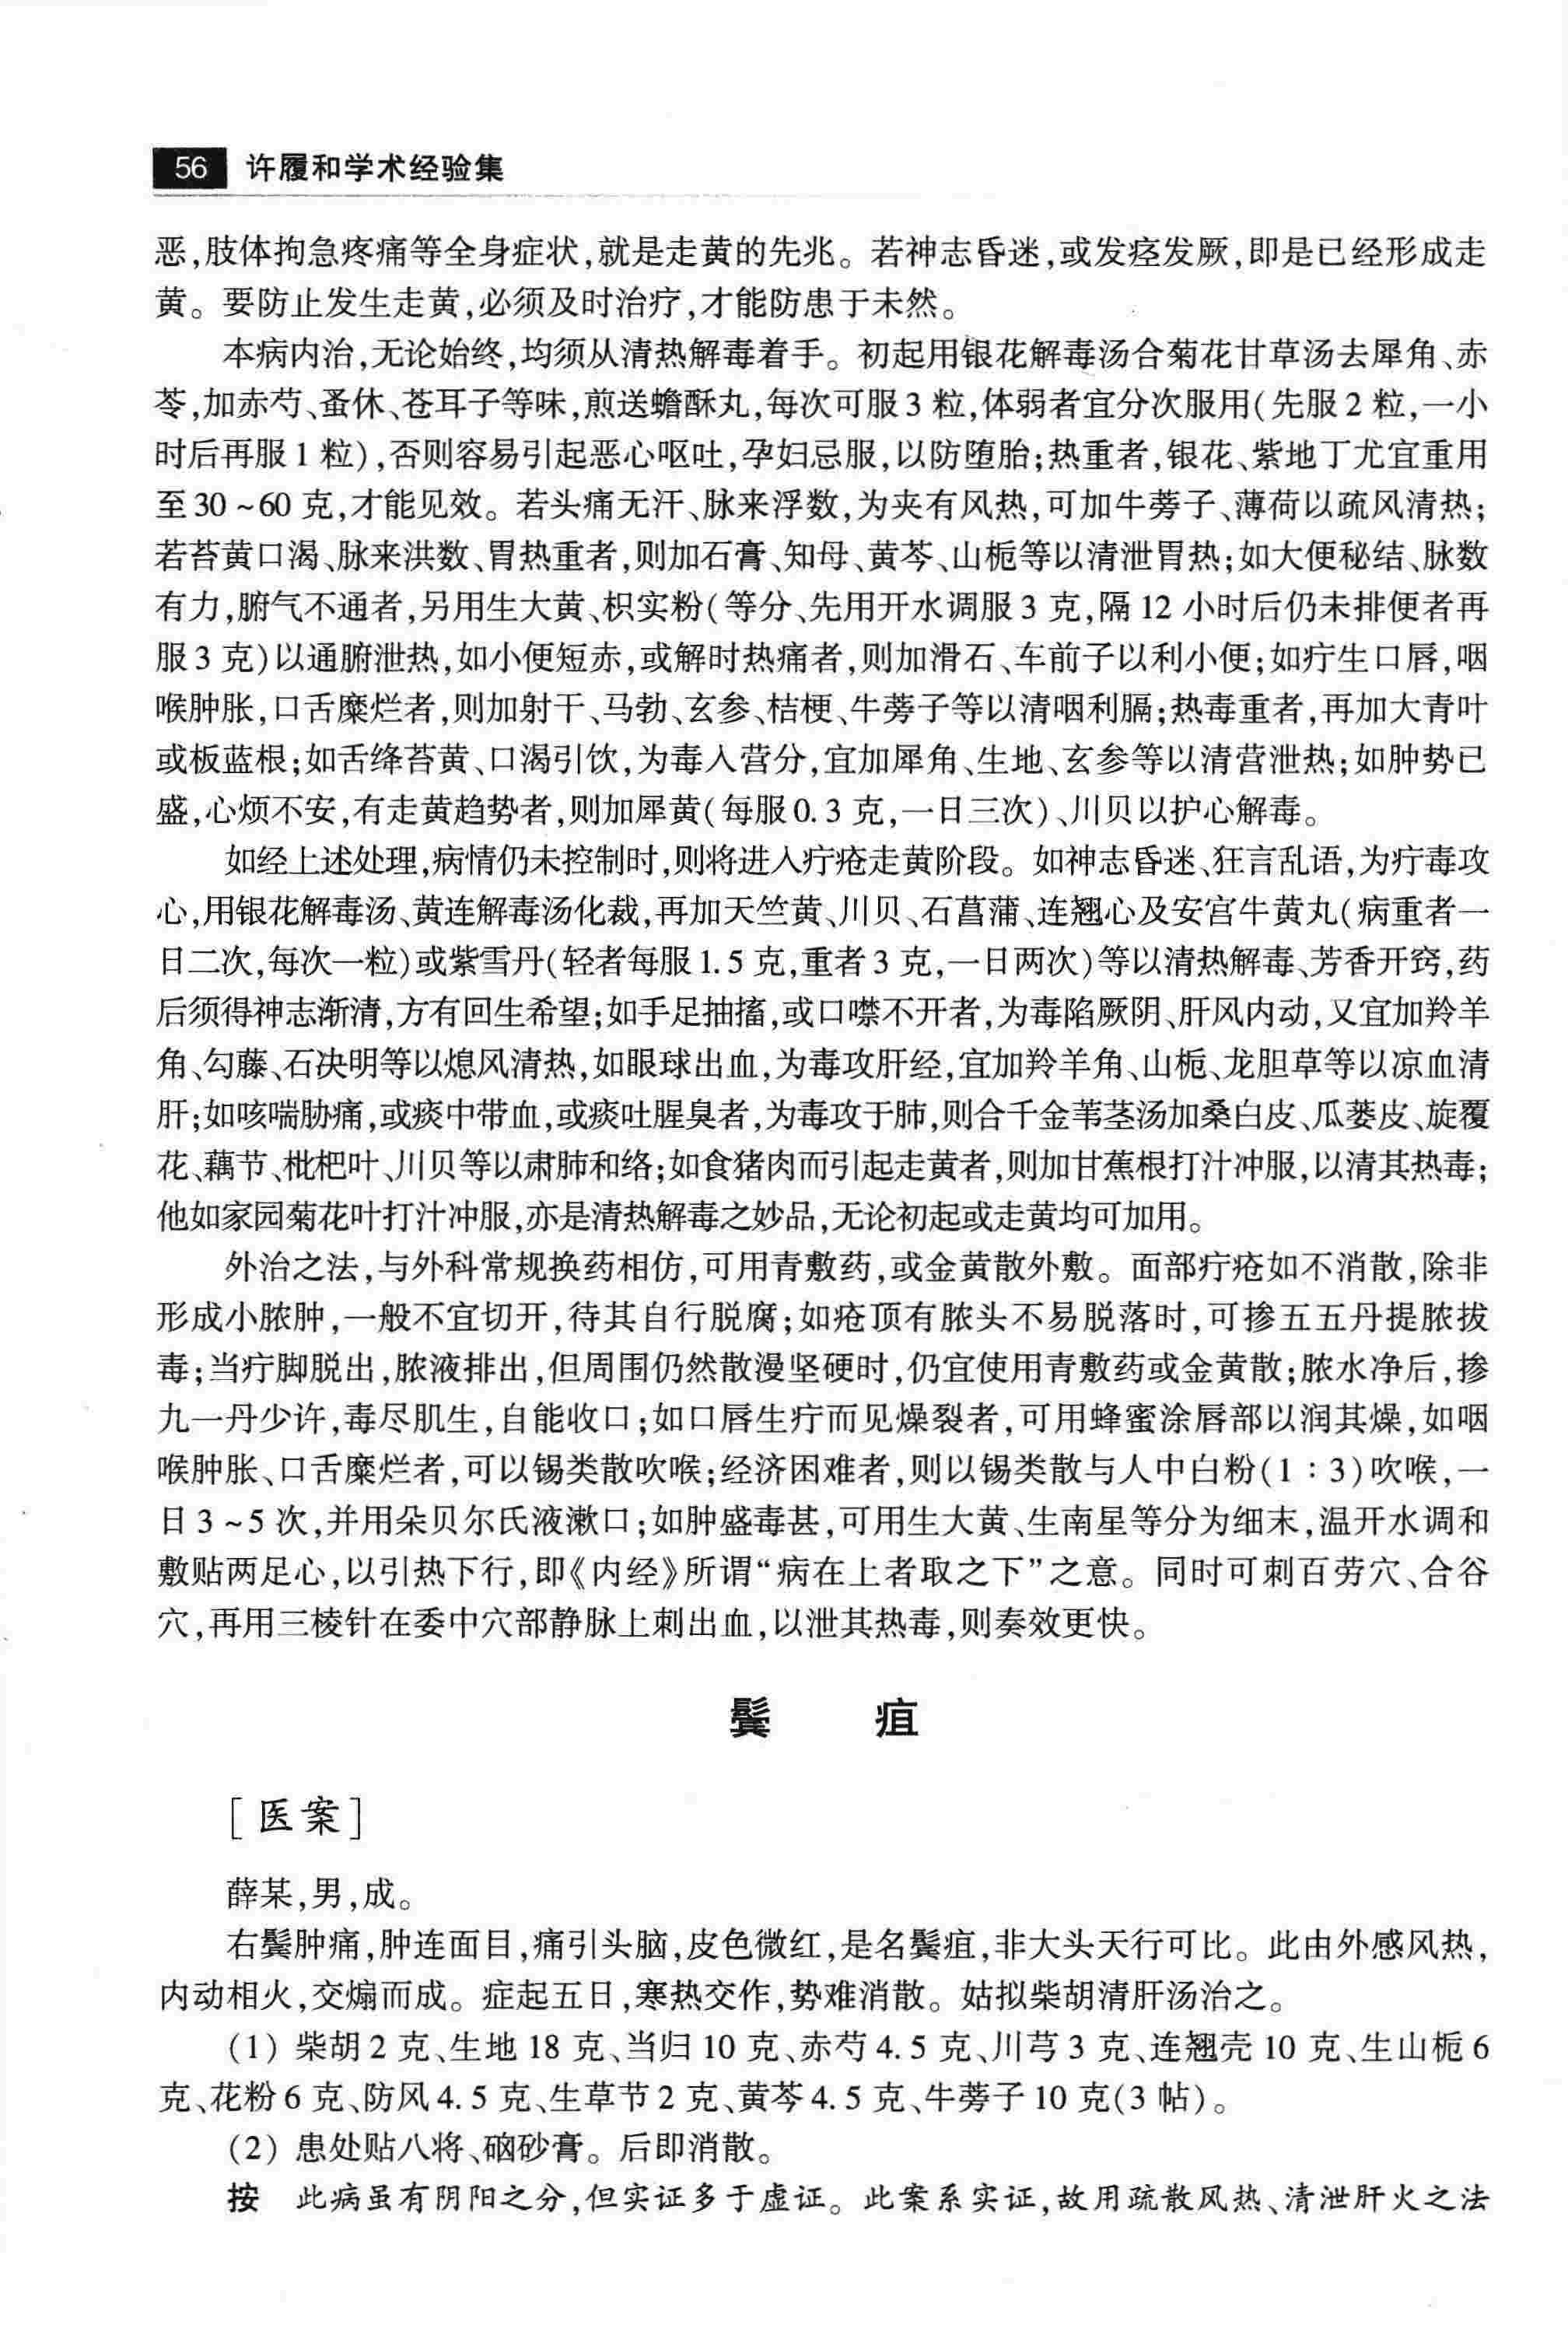 56 许履和学术经验集
恶,肢体拘急疼痛等全身症状,就是走黄的先兆。若神志昏迷,或发痉发厥,即是已经形成走
黄。要防止发生走黄,必须及时治疗,才能防患于未然。
本病内治,无论始终,均须从清热解毒着手。初起用银花解毒汤合菊花甘草汤去犀角、赤
苓,加赤芍、蚤休、苍耳子等味,煎送蟾酥丸,每次可服3粒,体弱者宜分次服用(先服2粒,一小
时后再服1粒),否则容易引起恶心呕吐,孕妇忌服,以防堕胎;热重者,银花、紫地丁尤宜重用
至30~60克,才能见效。若头痛无汗、脉来浮数,为夹有风热,可加牛蒡子、薄荷以疏风清热;
若苔黄口渴、脉来洪数、胃热重者,则加石膏、知母、黄芩、山栀等以清泄胃热;如大便秘结、脉数
有力,腑气不通者,另用生大黄、枳实粉(等分、先用开水调服3克,隔12小时后仍未排便者再
服3克)以通腑泄热,如小便短赤,或解时热痛者,则加滑石、车前子以利小便;如疔生口唇,咽
喉肿胀,口舌糜烂者,则加射干、马勃、玄参、桔梗、牛蒡子等以清咽利膈;热毒重者,再加大青叶
或板蓝根;如舌绛苔黄、口渴引饮,为毒入营分,宜加犀角、生地、玄参等以清营泄热;如肿势已
盛,心烦不安,有走黄趋势者,则加犀黄(每服0.3克,一日三次)、川贝以护心解毒。
如经上述处理,病情仍未控制时,则将进入疔疮走黄阶段。如神志昏迷、狂言乱语,为疔毒攻
心,用银花解毒汤、黄连解毒汤化裁,再加天竺黄、川贝、石菖蒲、连翘心及安宫牛黄丸(病重者一
日二次,每次一粒)或紫雪丹(轻者每服1.5克,重者3克,一日两次)等以清热解毒、芳香开窍,药
后须得神志渐清,方有回生希望;如手足抽搐,或口噤不开者,为毒陷厥阴、肝风内动,又宜加羚羊
角、勾藤、石决明等以熄风清热,如眼球出血,为毒攻肝经,宜加羚羊角、山栀、龙胆草等以凉血清
肝;如咳喘胁痛,或痰中带血,或痰吐腥臭者,为毒攻于肺,则合千金苇茎汤加桑白皮、瓜蒌皮、旋覆
花、藕节、枇杷叶、川贝等以肃肺和络;如食猪肉而引起走黄者,则加甘蕉根打汁冲服,以清其热毒;
他如家园菊花叶打汁冲服,亦是清热解毒之妙品,无论初起或走黄均可加用。
外治之法,与外科常规换药相仿,可用青敷药,或金黄散外敷。面部疔疮如不消散,除非
形成小脓肿,一般不宜切开,待其自行脱腐;如疮顶有脓头不易脱落时,可掺五五丹提脓拔
毒;当疔脚脱出,脓液排出,但周围仍然散漫坚硬时,仍宜使用青敷药或金黄散;脓水净后,掺
九一丹少许,毒尽肌生,自能收口;如口唇生疔而见燥裂者,可用蜂蜜涂唇部以润其燥,如咽
喉肿胀、口舌糜烂者,可以锡类散吹喉;经济困难者,则以锡类散与人中白粉(1:3)吹喉,一
日3~5次,并用朵贝尔氏液漱口;如肿盛毒甚,可用生大黄、生南星等分为细末,温开水调和
敷贴两足心,以引热下行,即《内经》所谓“病在上者取之下”之意。同时可刺百劳穴、合谷
穴,再用三棱针在委中穴部静脉上刺出血,以泄其热毒,则奏效更快。
鬓 疽
[医案]
薛某,男,成。
右鬓肿痛,肿连面目,痛引头脑,皮色微红,是名鬓疽,非大头天行可比。此由外感风热,
内动相火,交煽而成。症起五日,寒热交作,势难消散。姑拟柴胡清肝汤治之。
(1) 柴胡2克、生地18克、当归10克、赤芍4.5克、川芎3克、连翘壳10克、生山栀6
克、花粉6克、防风4.5克、生草节2克、黄芩4.5克、牛蒡子10克(3帖)。
(2) 患处贴八将、硇砂膏。后即消散。
按 此病虽有阴阳之分,但实证多于虚证。此案系实证,故用疏散风热、清泄肝火之法